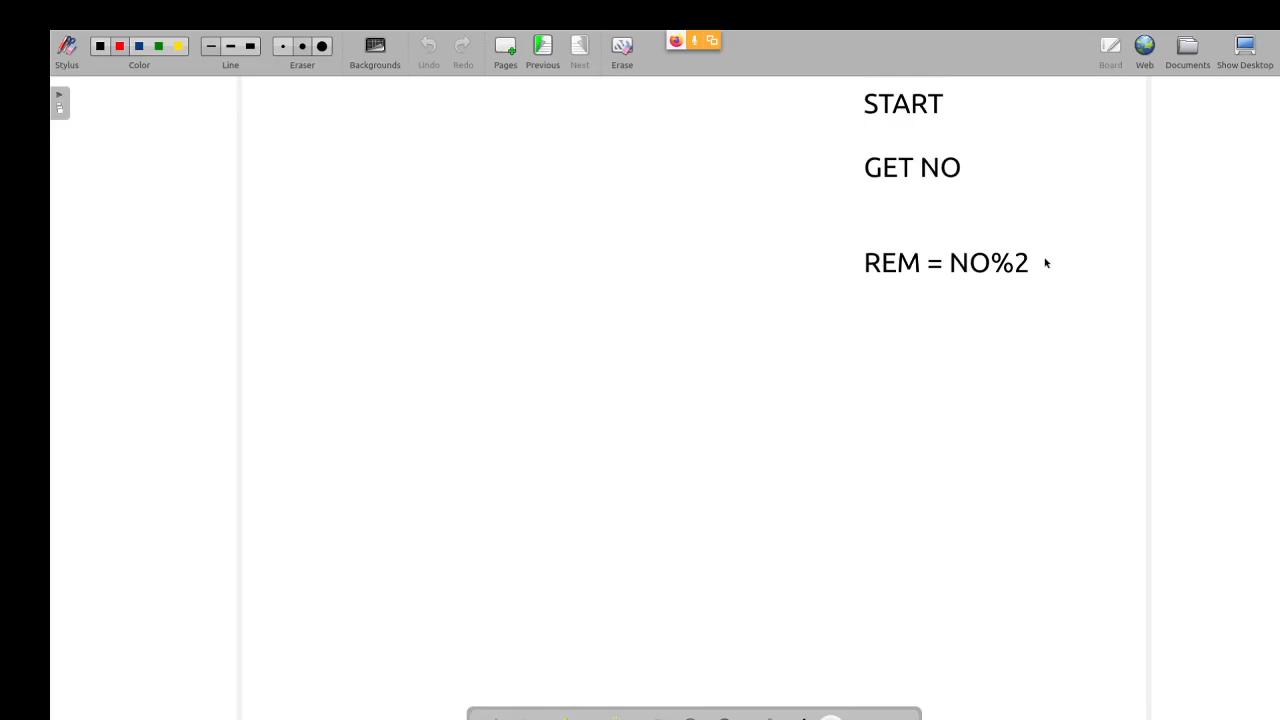 Stylus
Color
Line
Eraser
Backgrounds
Undo
Redo
Pages
Previous
Next
Erase
Board
Web
Documents
Show Desktop
START
GET NO
REM = NO%2